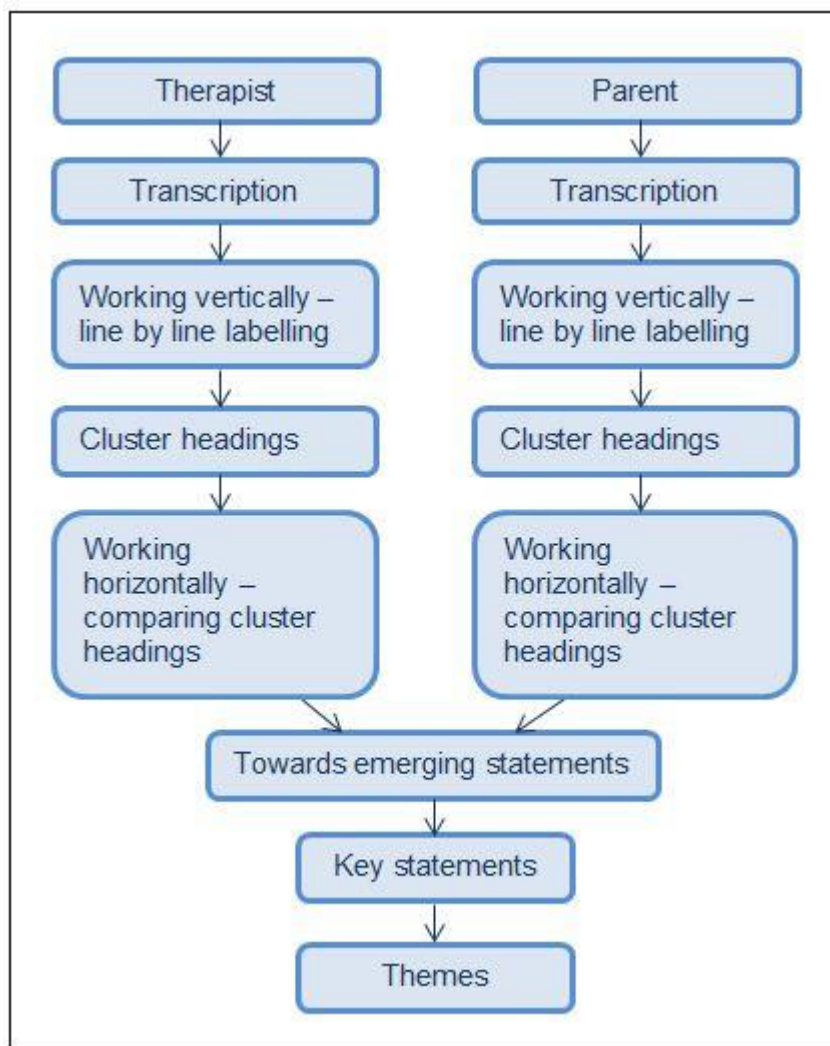 Therapist
Transcription
Working vertically –
line by line labelling
Cluster headings
Working
horizontally –
comparing cluster
headings
Parent
Transcription
Working vertically –
line by line labelling
Cluster headings
Working
horizontally –
comparing cluster
headings
Towards emerging statements
Key statements
Themes